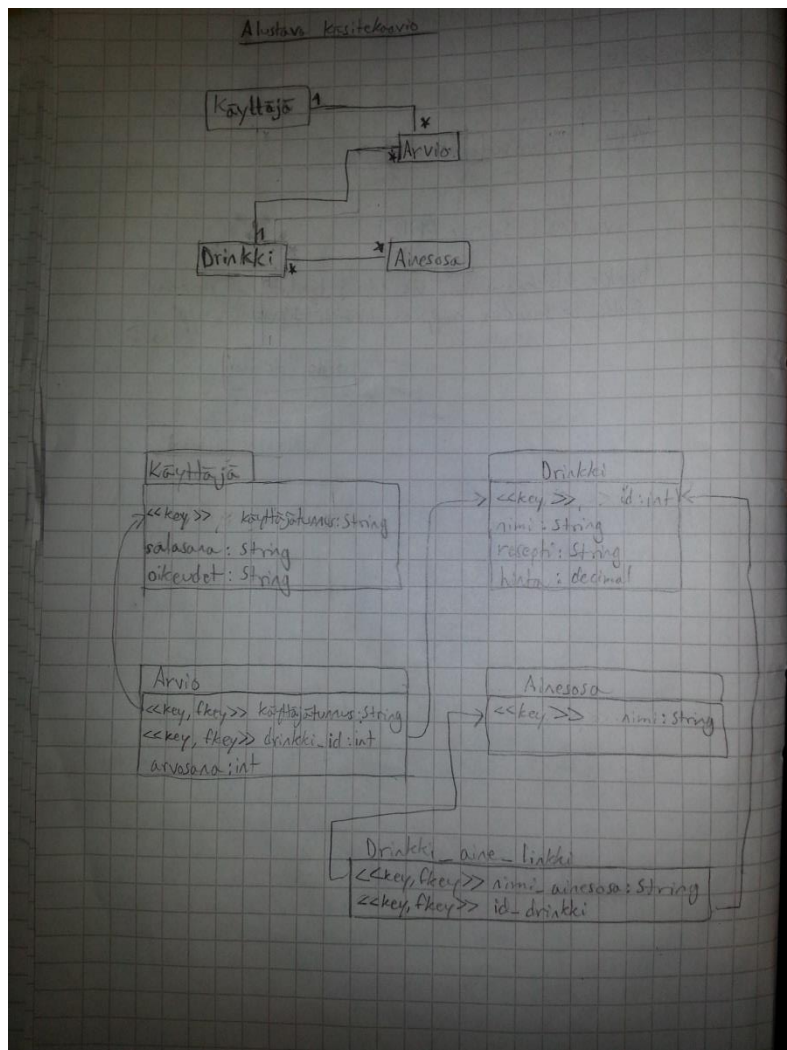 Alustava käsitekaavio
Käyttäjä 1
*
* Arvio
1
Drinkki * * Ainesosa
Käyttäjä
<<key>> käyttäjätunnus: String
salasana: String
oikeudet: String
Drinkki
<<key>> id: int
nimi: String
resepti: String
hinta: decimal
Arvio
<<key, fkey>> käyttäjätunnus: String
<<key, fkey>> drinkki_id: int
arvosana: int
Ainesosa
<<key>> nimi: String
Drinkki_aine_linkki
<<key, fkey>> nimi_ainesosa: String
<<key, fkey>> id_drinkki